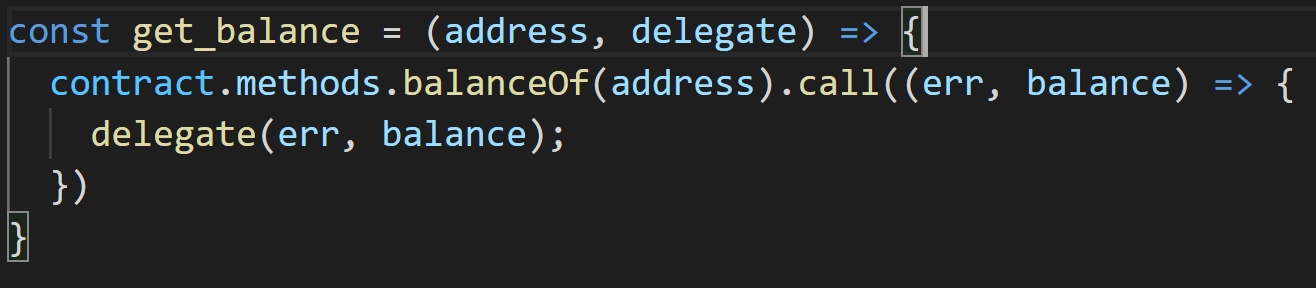 const get_balance = (address, delegate) => {
  contract.methods.balanceOf(address).call((err, balance) => {
    delegate(err, balance);
  })
}